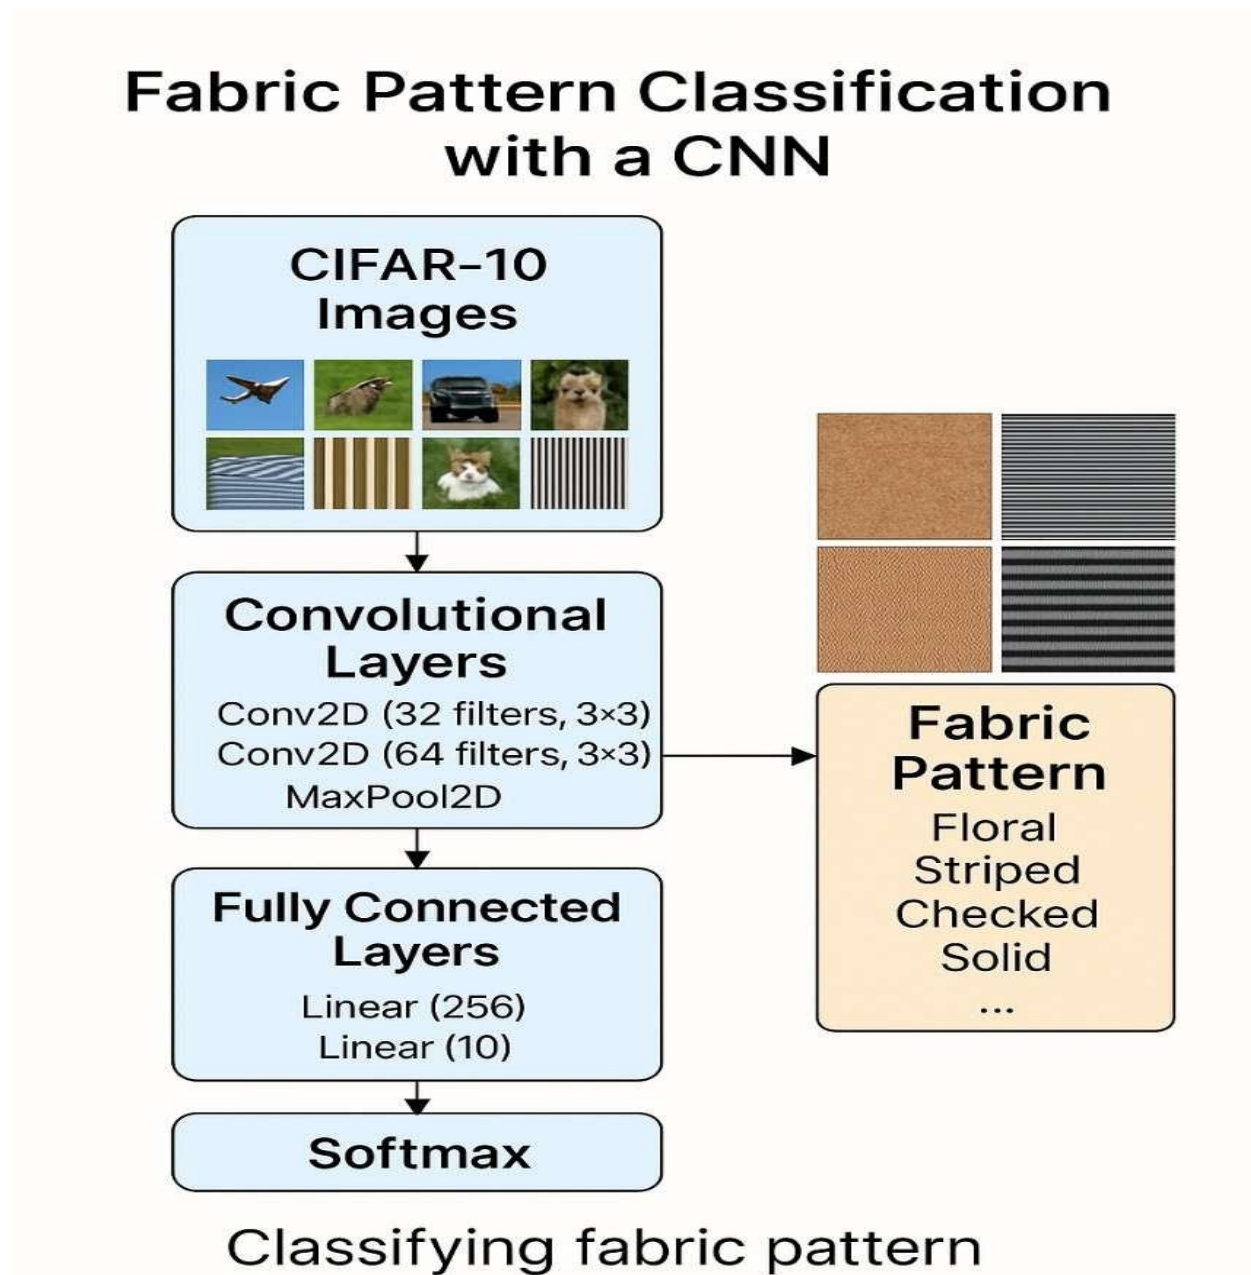 Fabric Pattern Classification
with a CNN
CIFAR-10
Images
Convolutional
Layers
Conv2D (32 filters, 3×3)
Conv2D (64 filters, 3×3)
MaxPool2D
Fully Connected
Layers
Linear (256)
Linear (10)
Softmax
Fabric
Pattern
Floral
Striped
Checked
Solid
...
Classifying fabric pattern